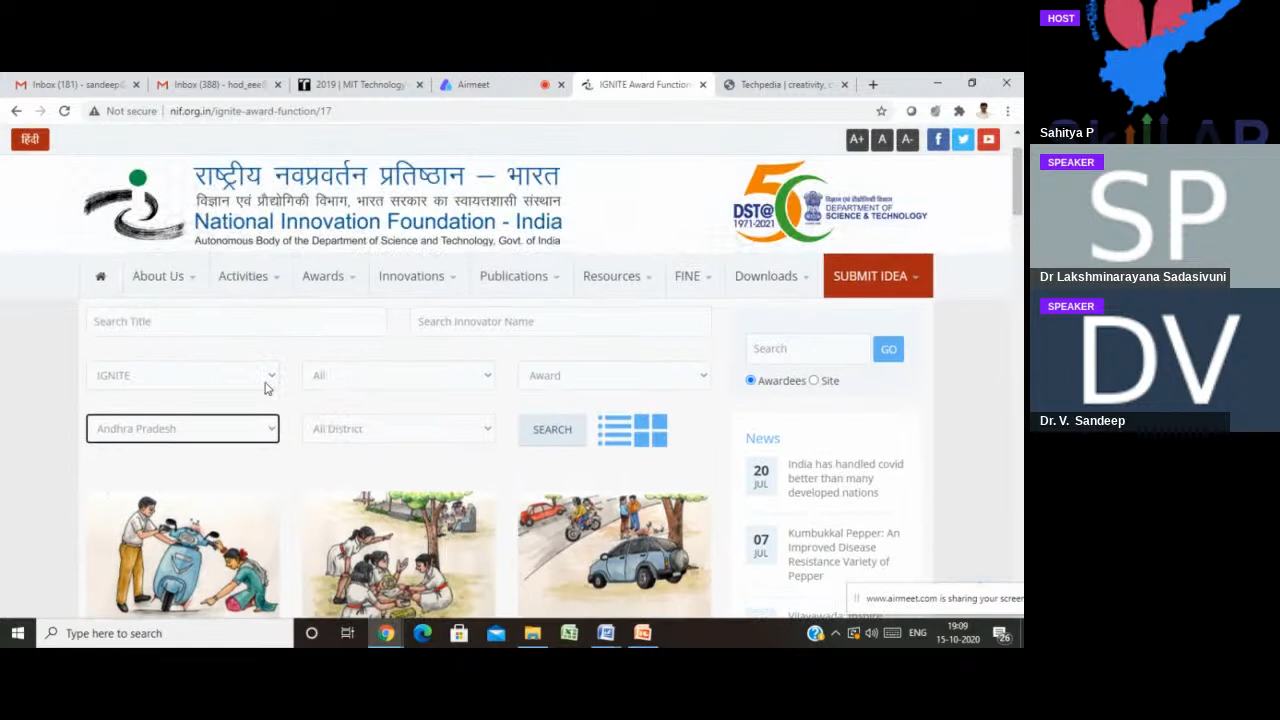 Inbox (181) - sandeep
Inbox (388) - hod_eee
2019 | MIT Technology
Airmeet
IGNITE Award Function
Techpedia | creativity, c
Not secure | nif.org.in/ignite-award-function/17
हिंदी
A+ A A-
राष्ट्रीय नवप्रवर्तन प्रतिष्ठान – भारत
विज्ञान एवं प्रौद्योगिकी विभाग, भारत सरकार का स्वायत्तशासी संस्थान
National Innovation Foundation - India
Autonomous Body of the Department of Science and Technology, Govt. of India
50
DST@
1971-2021
विज्ञान एवं प्रौद्योगिकी विभाग
DEPARTMENT OF
SCIENCE & TECHNOLOGY
About Us Activities Awards Innovations Publications Resources FINE Downloads SUBMIT IDEA
Search Title
Search Innovator Name
IGNITE
All
Award
Andhra Pradesh
All District
SEARCH
Search
GO
Awardees Site
News
20
JUL
India has handled covid
better than many
developed nations
07
JUL
Kumbukkal Pepper: An
Improved Disease
Resistance Variety of
Pepper
www.airmeet.com is sharing your screen
Type here to search
ENG
19:09
15-10-2020
26
HOST
Sahitya P
SPEAKER
SP
Dr Lakshminarayana Sadasivuni
SPEAKER
DV
Dr. V. Sandeep